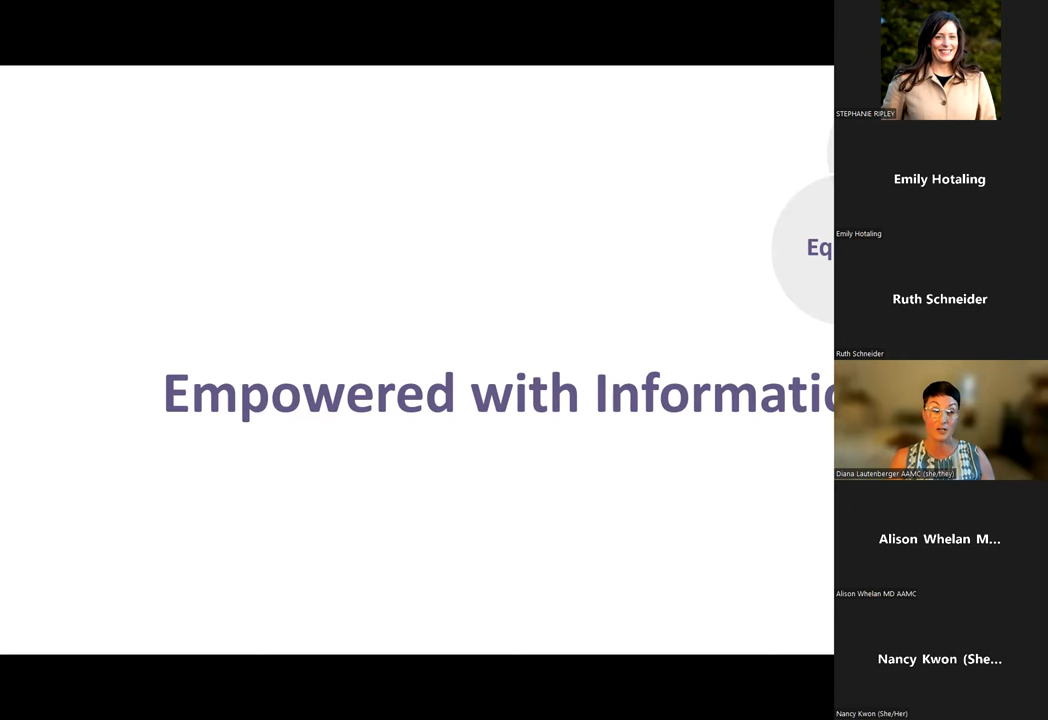 Eq
Empowered with Informatio
STEPHANIE RIPLEY
Emily Hotaling
Emily Hotaling
Ruth Schneider
Ruth Schneider
Diana Lautenberger AAMC (she/they)
Alison Whelan M...
Alison Whelan MD AAMC
Nancy Kwon (She...
Nancy Kwon (She/Her)